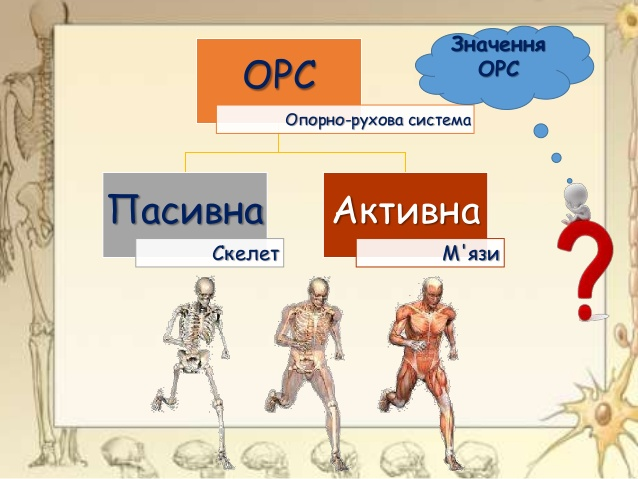 Значення
ОРС
ОРС
Опорно-рухова система
Пасивна
Скелет
Активна
М'язи